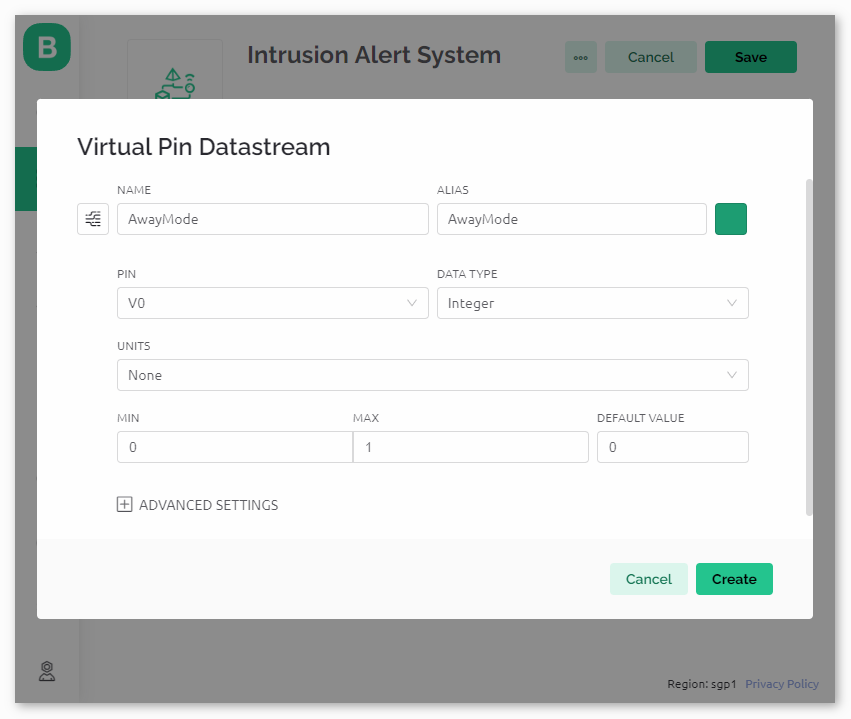 B
Intrusion Alert System
Cancel
Save
Virtual Pin Datastream
NAME
ALIAS
AwayMode
AwayMode
PIN
DATA TYPE
V0
Integer
UNITS
None
MIN
MAX
DEFAULT VALUE
0
1
0
ADVANCED SETTINGS
Cancel
Create
Region: sgp1 Privacy Policy